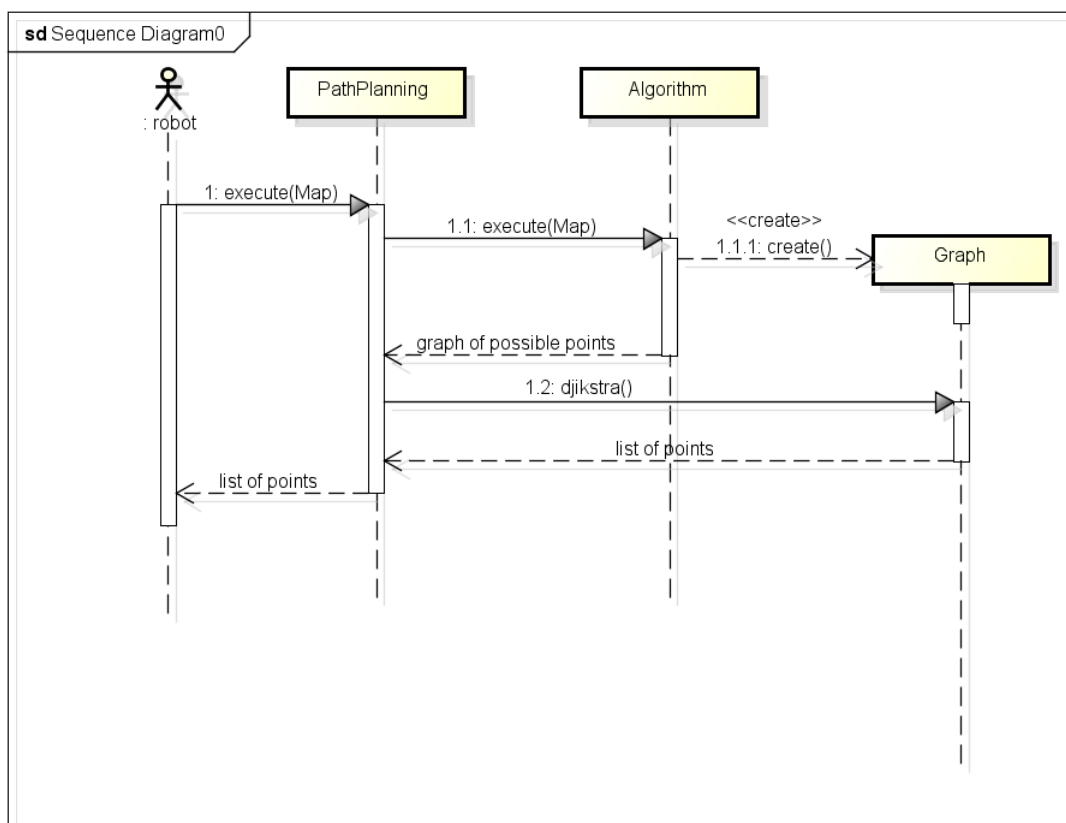 sd Sequence Diagram0
: robot
PathPlanning
Algorithm
1: execute(Map)
1.1: execute(Map)
<<create>>
1.1.1: create()
Graph
graph of possible points
1.2: djikstra()
list of points
list of points